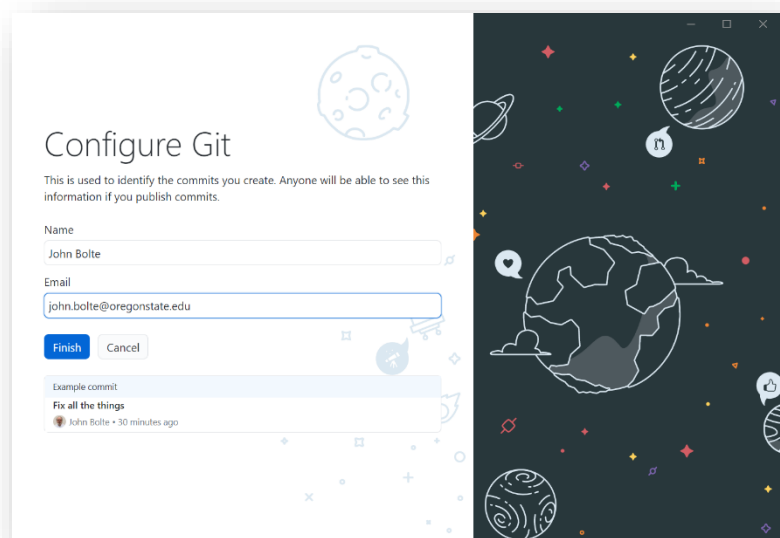 Configure Git
This is used to identify the commits you create. Anyone will be able to see this
information if you publish commits.
Name
John Bolte
Email
john.bolte@oregonstate.edu
Finish
Cancel
Example commit
Fix all the things
John Bolte • 30 minutes ago